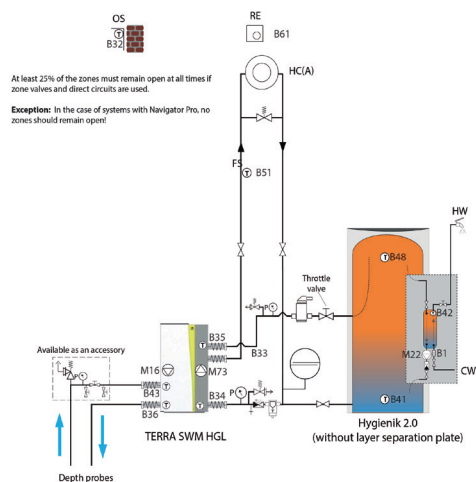 OS
B32
RE
B61
HC(A)
At least 25% of the zones must remain open at all times if
zone valves and direct circuits are used.
Exception: In the case of systems with Navigator Pro, no
zones should remain open!
FS
B51
HW
B48
Throttle
valve
B42
P
B35
B33
Available as an accessory
M16
M73
M22
B1
CW
P
B43
B34
B36
B41
TERRA SWM HGL
Hygienik 2.0
(without layer separation plate)
Depth probes